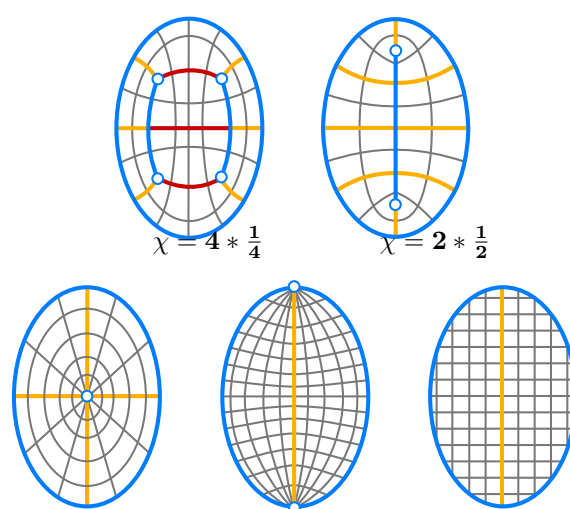 χ = 4 * 1/4
χ = 2 * 1/2